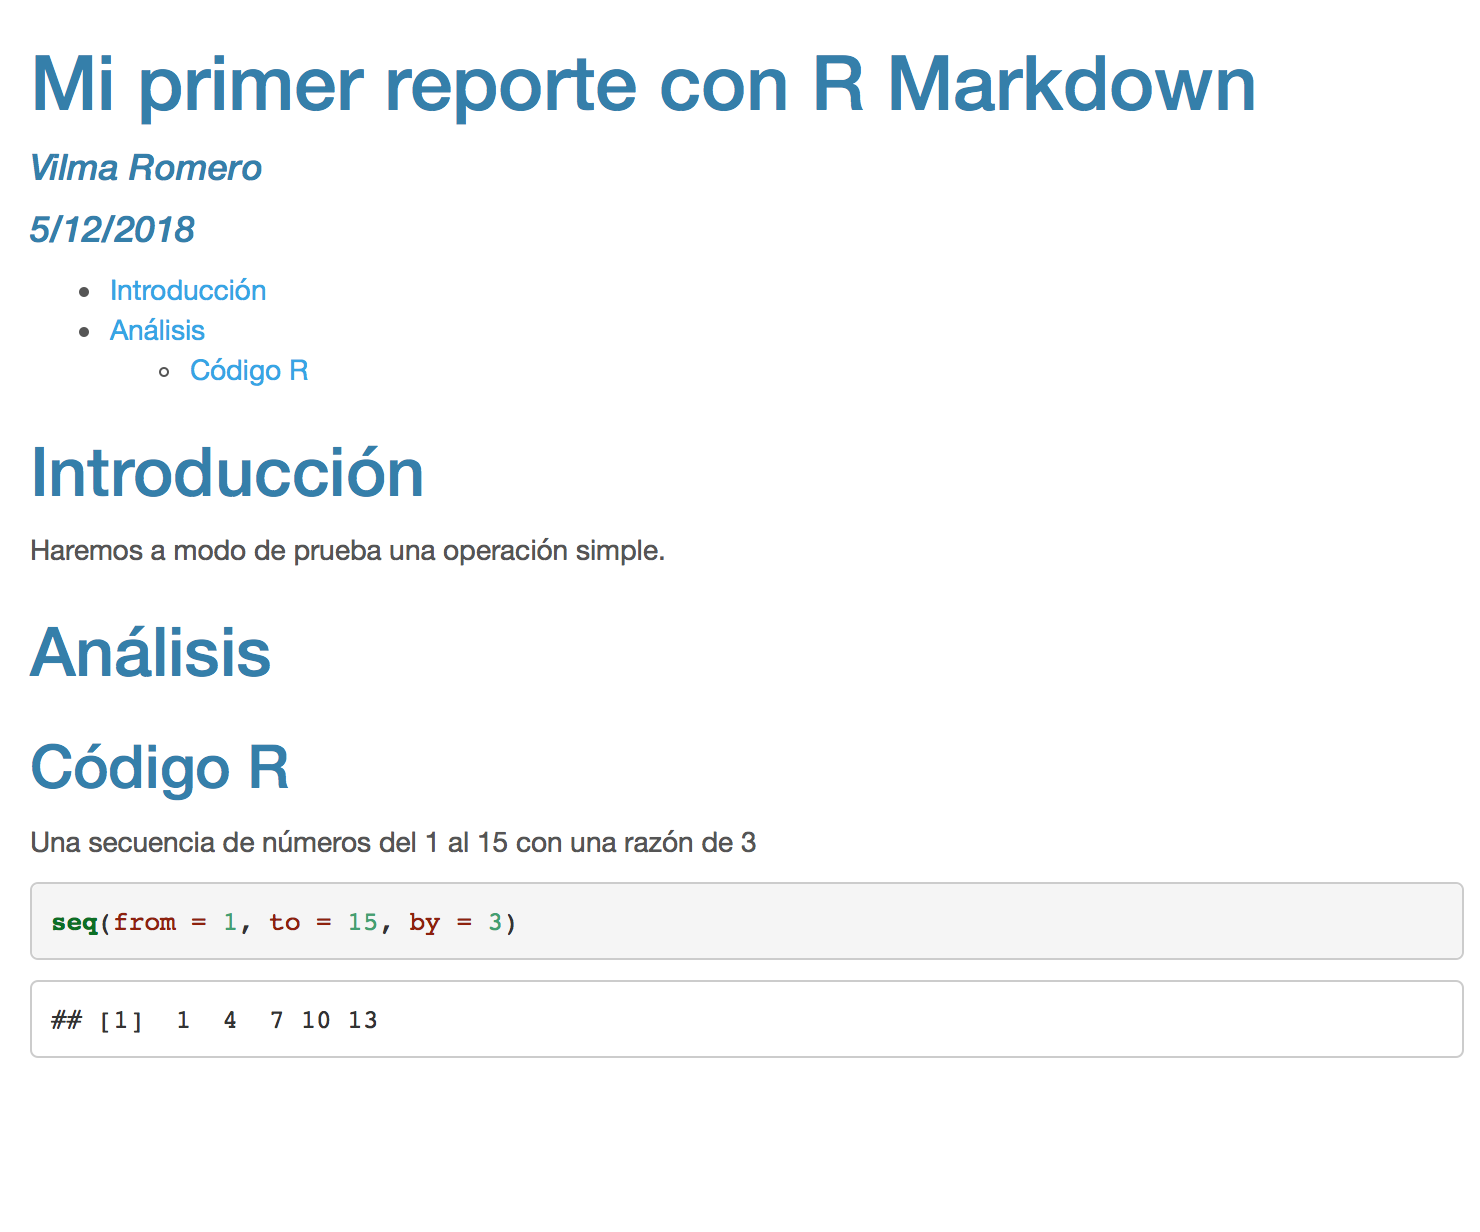 Mi primer reporte con R Markdown
Vilma Romero
5/12/2018
Introducción
Análisis
Código R
Introducción
Haremos a modo de prueba una operación simple.
Análisis
Código R
Una secuencia de números del 1 al 15 con una razón de 3
seq(from = 1, to = 15, by = 3)
## [1]  1  4  7 10 13